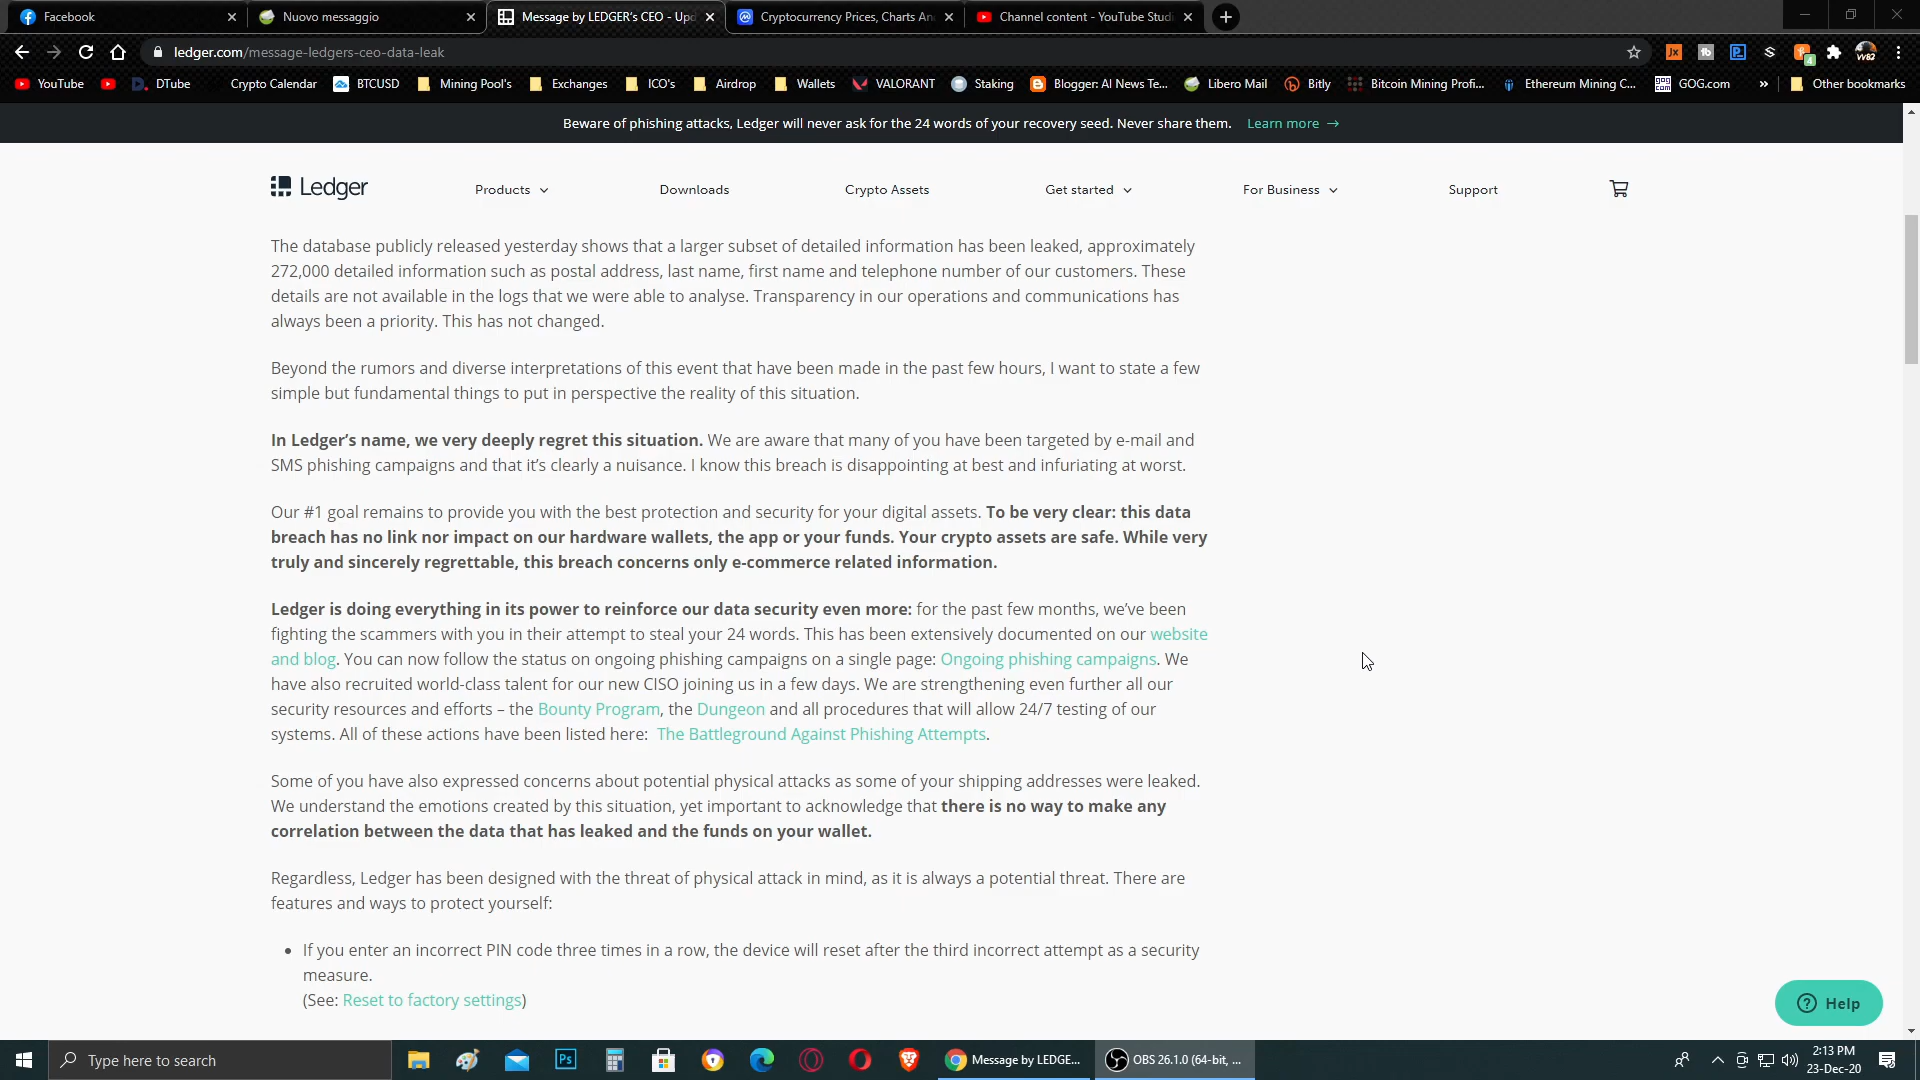 Facebook
Nuovo messaggio
Message by LEDGER's CEO - Upd
Cryptocurrency Prices, Charts An
Channel content - YouTube Studi
ledger.com/message-ledgers-ceo-data-leak
4
VV82
YouTube
DTube
Crypto Calendar
BTCUSD
Mining Pool's
Exchanges
ICO's
Airdrop
Wallets
VALORANT
Staking
Blogger: AI News Te...
Libero Mail
Bitly
Bitcoin Mining Profi...
Ethereum Mining C...
GOG.com
»
Other bookmarks
Beware of phishing attacks, Ledger will never ask for the 24 words of your recovery seed. Never share them. Learn more →
Ledger
Products
Downloads
Crypto Assets
Get started
For Business
Support
The database publicly released yesterday shows that a larger subset of detailed information has been leaked, approximately
272,000 detailed information such as postal address, last name, first name and telephone number of our customers. These
details are not available in the logs that we were able to analyse. Transparency in our operations and communications has
always been a priority. This has not changed.
Beyond the rumors and diverse interpretations of this event that have been made in the past few hours, I want to state a few
simple but fundamental things to put in perspective the reality of this situation.
In Ledger's name, we very deeply regret this situation. We are aware that many of you have been targeted by e-mail and
SMS phishing campaigns and that it's clearly a nuisance. I know this breach is disappointing at best and infuriating at worst.
Our #1 goal remains to provide you with the best protection and security for your digital assets. To be very clear: this data
breach has no link nor impact on our hardware wallets, the app or your funds. Your crypto assets are safe. While very
truly and sincerely regrettable, this breach concerns only e-commerce related information.
Ledger is doing everything in its power to reinforce our data security even more: for the past few months, we've been
fighting the scammers with you in their attempt to steal your 24 words. This has been extensively documented on our website
and blog. You can now follow the status on ongoing phishing campaigns on a single page: Ongoing phishing campaigns. We
have also recruited world-class talent for our new CISO joining us in a few days. We are strengthening even further all our
security resources and efforts – the Bounty Program, the Dungeon and all procedures that will allow 24/7 testing of our
systems. All of these actions have been listed here: The Battleground Against Phishing Attempts.
Some of you have also expressed concerns about potential physical attacks as some of your shipping addresses were leaked.
We understand the emotions created by this situation, yet important to acknowledge that there is no way to make any
correlation between the data that has leaked and the funds on your wallet.
Regardless, Ledger has been designed with the threat of physical attack in mind, as it is always a potential threat. There are
features and ways to protect yourself:
• If you enter an incorrect PIN code three times in a row, the device will reset after the third incorrect attempt as a security
measure.
(See: Reset to factory settings)
Help
Type here to search
Ps
Message by LEDGE...
OBS 26.1.0 (64-bit, ...
2:13 PM
23-Dec-20